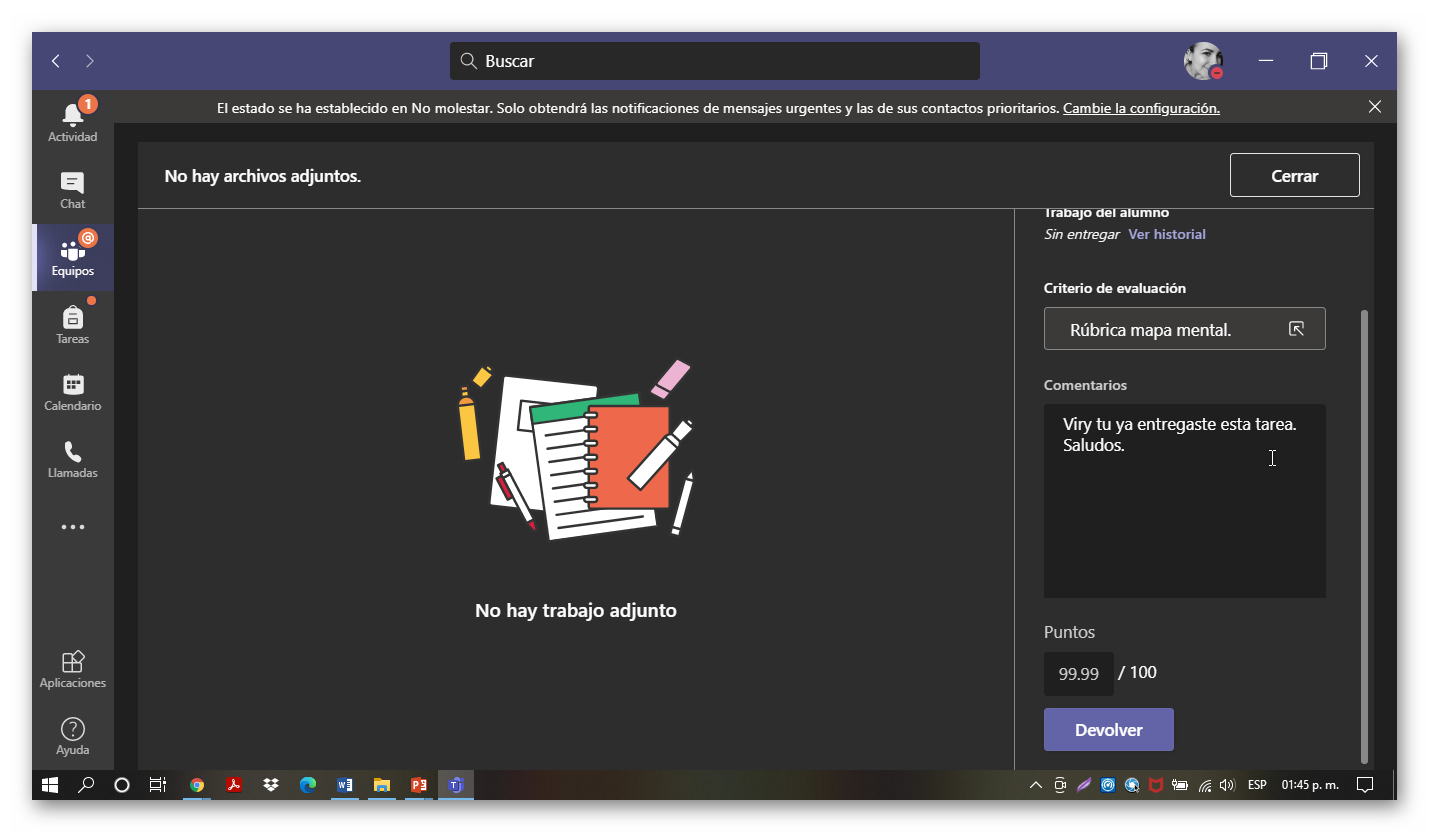 Buscar
El estado se ha establecido en No molestar. Solo obtendrá las notificaciones de mensajes urgentes y las de sus contactos prioritarios. Cambie la configuración.
1
Actividad
Chat
@
Equipos
Tareas
Calendario
Llamadas
Aplicaciones
?
Ayuda
No hay archivos adjuntos.
Cerrar
No hay trabajo adjunto
Trabajo del alumno
Sin entregar Ver historial
Criterio de evaluación
Rúbrica mapa mental.
Comentarios
Viry tu ya entregaste esta tarea.
Saludos.
Puntos
99.99 / 100
Devolver
ESP 01:45 p. m.